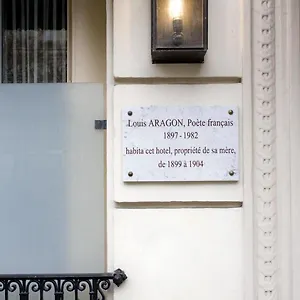 Louis ARAGON, Poète français
1897 - 1982
habita cet hotel, propriété de sa mère,
de 1899 à 1904